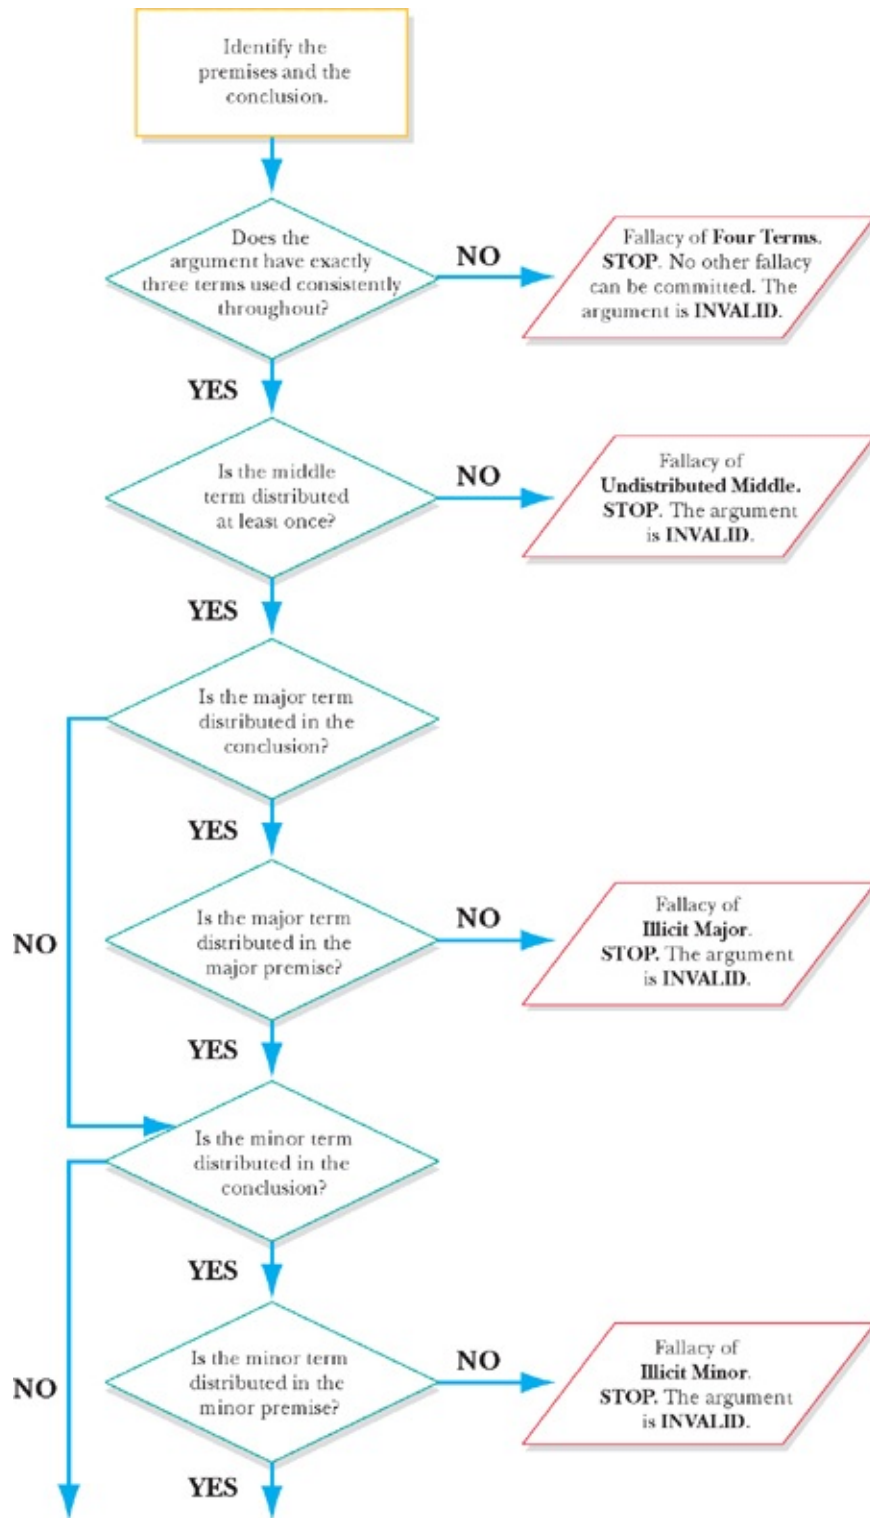 Identify the
premises and the
conclusion.
Does the
argument have exactly
three terms used consistently
throughout?
NO
Fallacy of Four Terms.
STOP. No other fallacy
can be committed. The
argument is INVALID.
YES
Is the middle
term distributed
at least once?
NO
Fallacy of
Undistributed Middle.
STOP. The argument
is INVALID.
YES
Is the major term
distributed in the
conclusion?
YES
NO
Is the major term
distributed in the
major premise?
NO
Fallacy of
Illicit Major.
STOP. The argument
is INVALID.
YES
Is the minor term
distributed in the
conclusion?
YES
NO
Is the minor term
distributed in the
minor premise?
NO
Fallacy of
Illicit Minor.
STOP. The argument
is INVALID.
YES